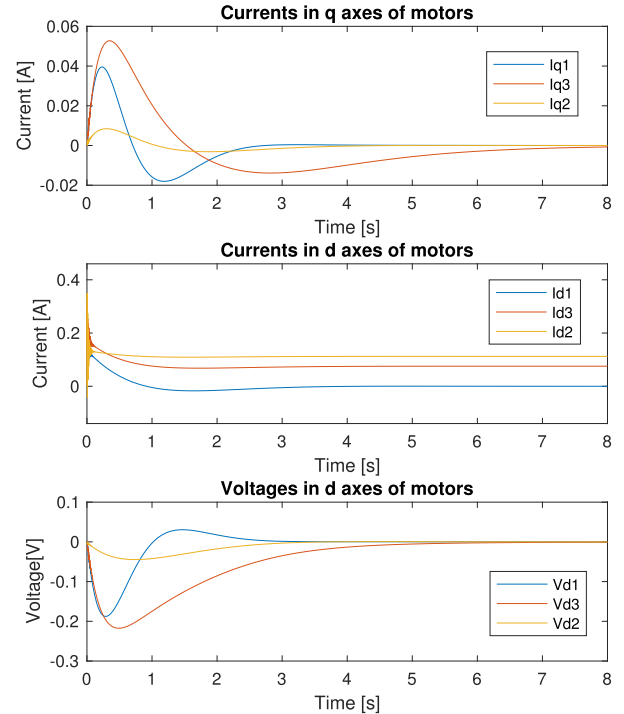 Currents in q axes of motors
0.06
0.04
0.02
0
-0.02
Current [A]
Iq1
Iq3
Iq2
0 1 2 3 4 5 6 7 8
Time [s]
Currents in d axes of motors
0.4
0.2
0
Current [A]
Id1
Id3
Id2
0 1 2 3 4 5 6 7 8
Time [s]
Voltages in d axes of motors
0.1
0
-0.1
-0.2
-0.3
Voltage[V]
Vd1
Vd3
Vd2
0 1 2 3 4 5 6 7 8
Time [s]